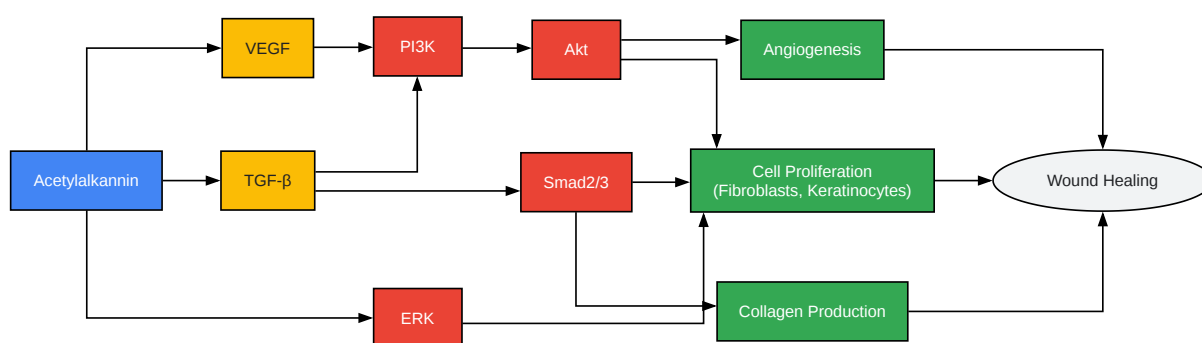 VEGF
PI3K
Akt
Angiogenesis
Acetylalkannin
TGF-β
Smad2/3
Cell Proliferation
(Fibroblasts, Keratinocytes)
Wound Healing
ERK
Collagen Production